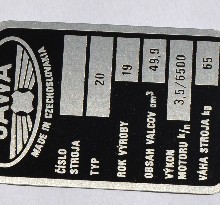 JAWA
MADE IN CZECHOSLOVAKIA
ČÍSLO
STROJA
TYP 20
ROK VÝROBY 19
OBSAH VALCOV cm³ 49,9
VÝKON
MOTORU k/n 3,5/6500
VÁHA STROJA kg 65